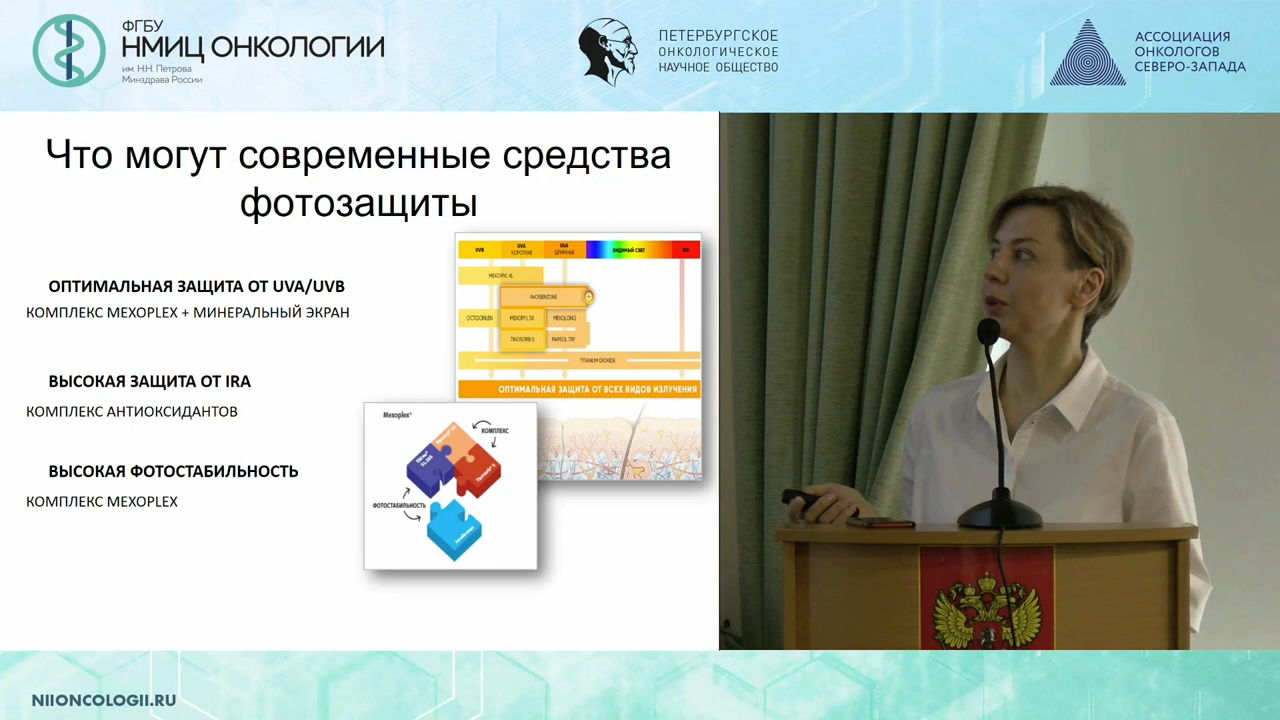 ФГБУ
НМИЦ ОНКОЛОГИИ
им. Н.Н. Петрова
Минздрава России
ПЕТЕРБУРГСКОЕ
ОНКОЛОГИЧЕСКОЕ
НАУЧНОЕ ОБЩЕСТВО
АССОЦИАЦИЯ
ОНКОЛОГОВ
СЕВЕРО-ЗАПАДА
Что могут современные средства
фотозащиты
ОПТИМАЛЬНАЯ ЗАЩИТА ОТ UVA/UVB
КОМПЛЕКС MEXOPLEX + МИНЕРАЛЬНЫЙ ЭКРАН
ВЫСОКАЯ ЗАЩИТА ОТ IRA
КОМПЛЕКС АНТИОКСИДАНТОВ
ВЫСОКАЯ ФОТОСТАБИЛЬНОСТЬ
КОМПЛЕКС MEXOPLEX
UVB
UVA
КОРОТКИЕ
UVA
ДЛИННЫЕ
ВИДИМЫЙ СВЕТ
MEXORYL XL
AVOBENZONE
OCTOCRILEN
MEXORYL SX
MEXOLONG
TINOSORB S
TITANIUM DIOXIDE
ОПТИМАЛЬНАЯ ЗАЩИТА ОТ ВСЕХ ВИДОВ ИЗЛУЧЕНИЯ
Mexoplex®
КОМПЛЕКС
ФОТОСТАБИЛЬНОСТЬ
NIIONCOLOGII.RU